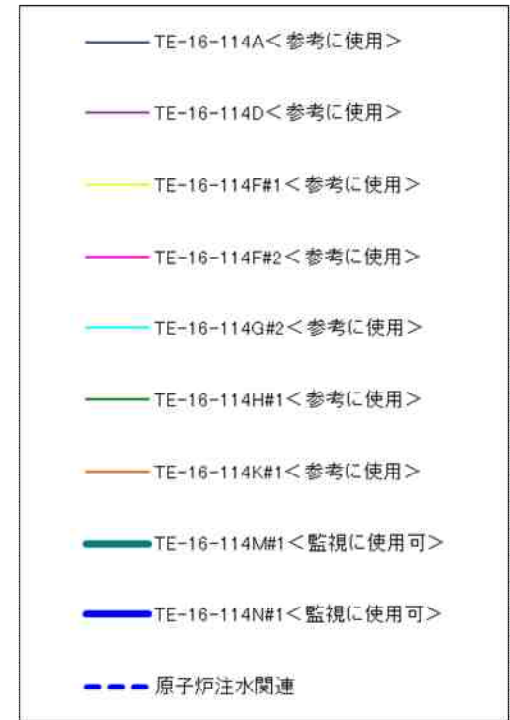 TE-16-114A＜参考に使用＞
TE-16-114D＜参考に使用＞
TE-16-114F#1＜参考に使用＞
TE-16-114F#2＜参考に使用＞
TE-16-114G#2＜参考に使用＞
TE-16-114H#1＜参考に使用＞
TE-16-114K#1＜参考に使用＞
TE-16-114M#1＜監視に使用可＞
TE-16-114N#1＜監視に使用可＞
原子炉注水関連